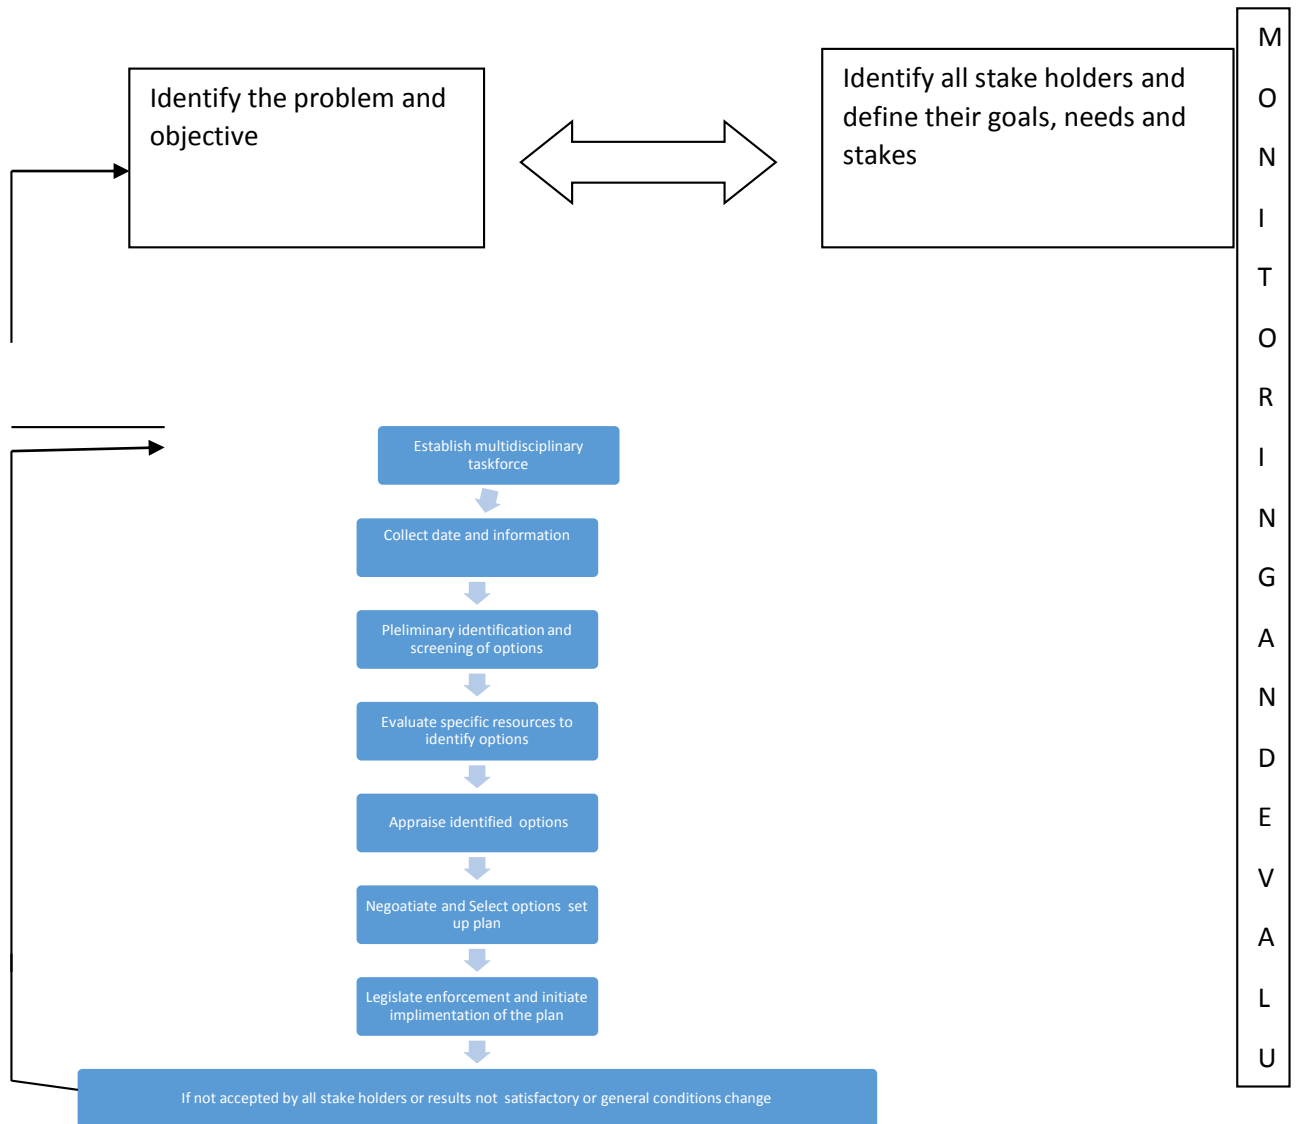 Identify the problem and
objective
Identify all stake holders and
define their goals, needs and
stakes
Establish multidisciplinary
taskforce
Collect date and information
Pleliminary identification and
screening of options
Evaluate specific resources to
identify options
Appraise identified  options
Negoatiate and Select options  set
up plan
Legislate enforcement and initiate
implimentation of the plan
If not accepted by all stake holders or results not  satisfactory or general conditions change
M
O
N
I
T
O
R
I
N
G
A
N
D
E
V
A
L
U